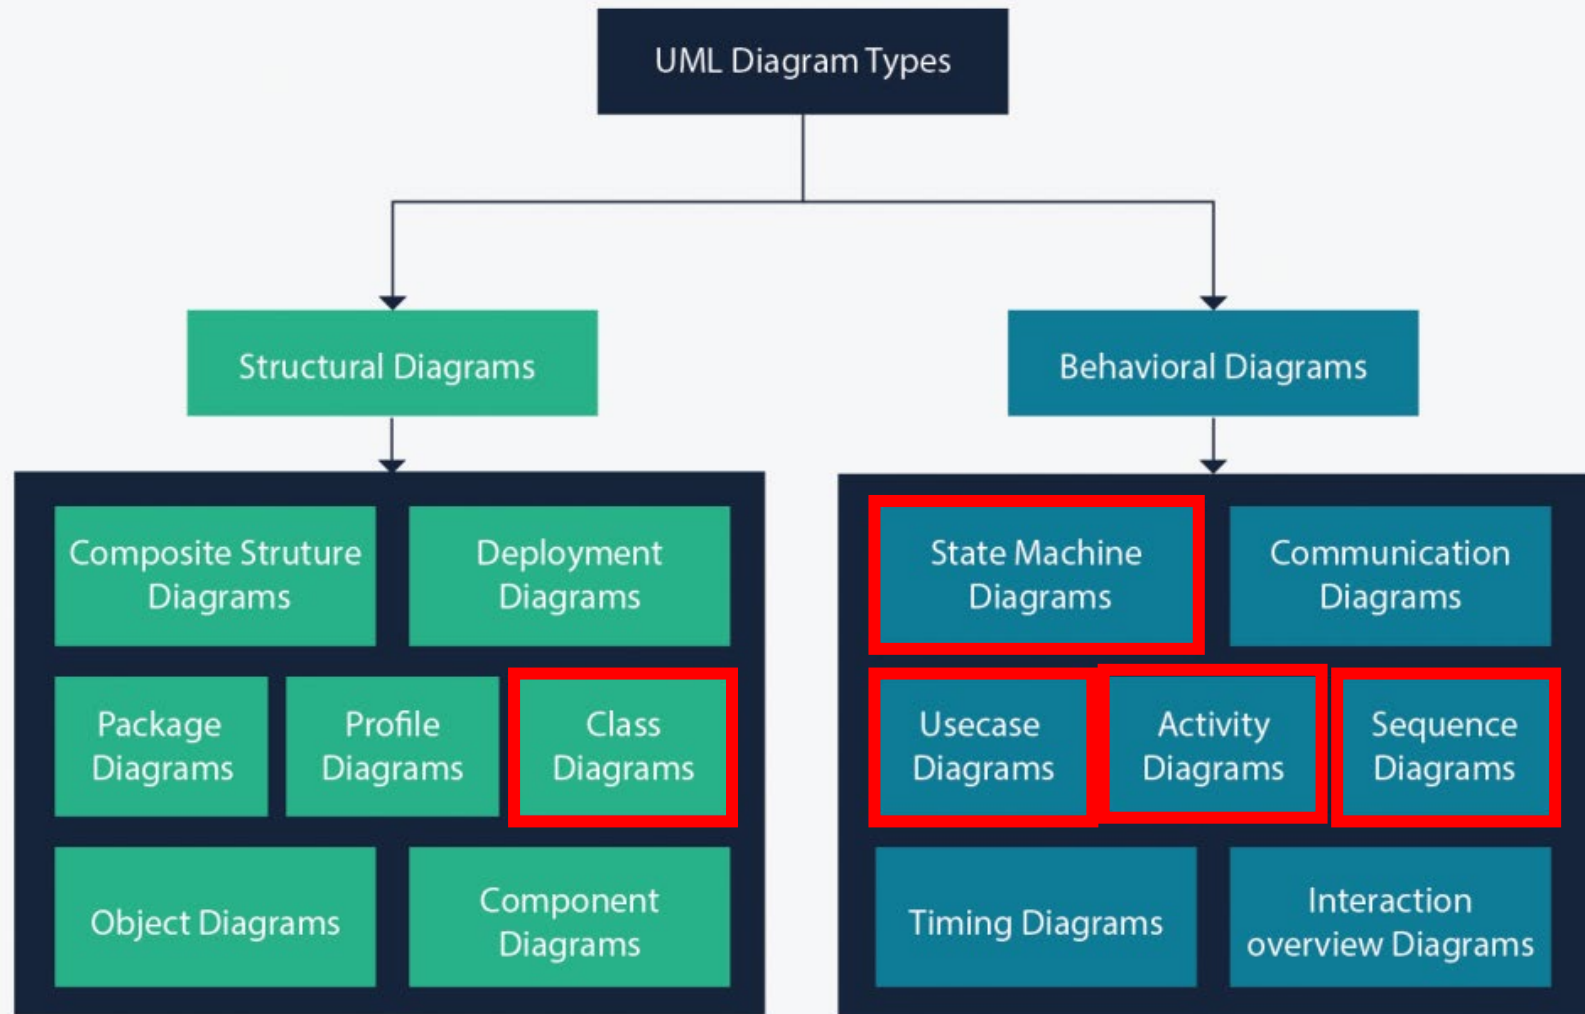 UML Diagram Types
Structural Diagrams
Behavioral Diagrams
Composite Struture
Diagrams
Deployment
Diagrams
Package
Diagrams
Profile
Diagrams
Class
Diagrams
Object Diagrams
Component
Diagrams
State Machine
Diagrams
Communication
Diagrams
Usecase
Diagrams
Activity
Diagrams
Sequence
Diagrams
Timing Diagrams
Interaction
overview Diagrams